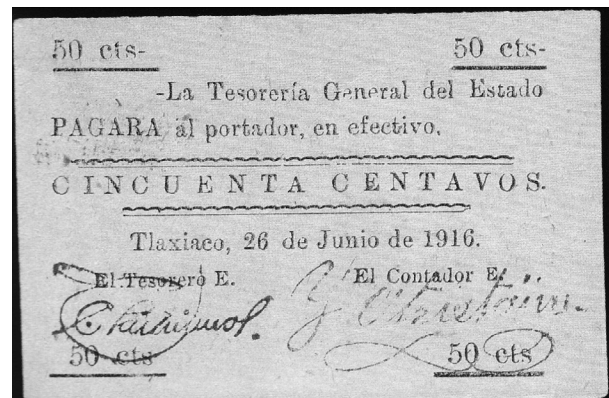 50 cts-
50 cts-
-La Tesorería General del Estado
PAGARA al portador, en efectivo,
CINCUENTA CENTAVOS.
Tlaxiaco, 26 de Junio de 1916.
El Tesorero E.
El Contador E.
50 cts
50 cts